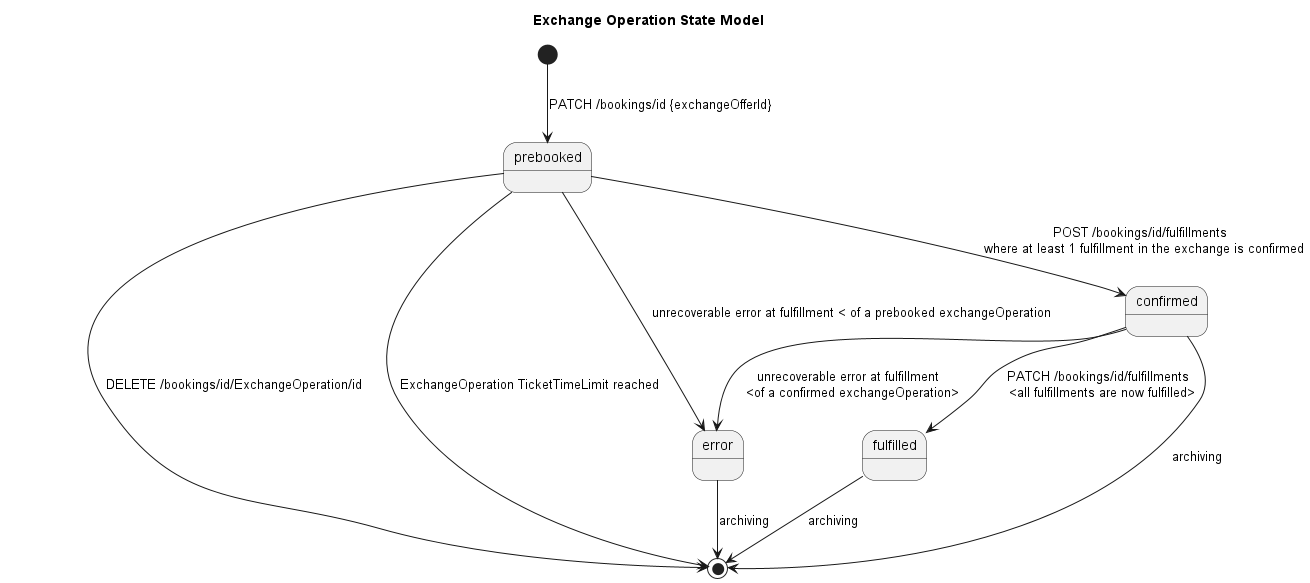 Exchange Operation State Model
PATCH /bookings/id {exchangeOfferId}
prebooked
POST /bookings/id/fulfillments
where at least 1 fulfillment in the exchange is confirmed
confirmed
unrecoverable error at fulfillment < of a prebooked exchangeOperation
DELETE /bookings/id/ExchangeOperation/id
ExchangeOperation TicketTimeLimit reached
unrecoverable error at fulfillment
<of a confirmed exchangeOperation>
PATCH /bookings/id/fulfillments
<all fulfillments are now fulfilled>
error
fulfilled
archiving
archiving
archiving